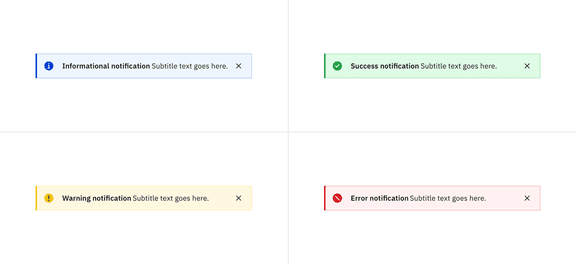 Informational notification Subtitle text goes here.
Success notification Subtitle text goes here.
Warning notification Subtitle text goes here.
Error notification Subtitle text goes here.